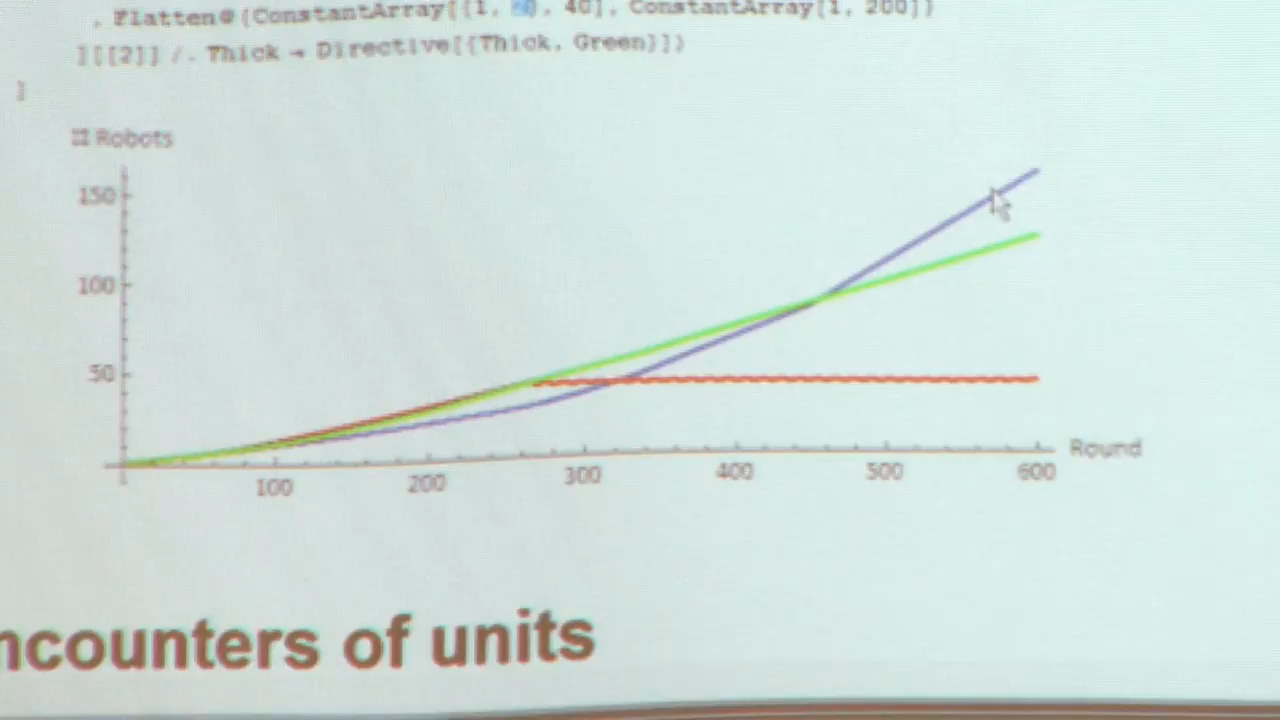 , Flatten@{ConstantArray[{1, }, 40], ConstantArray[1, 200]}
][[2]] /. Thick → Directive[{Thick, Green}]}
]
# Robots
150
100
50
100 200 300 400 500 600 Round
ncounters of units